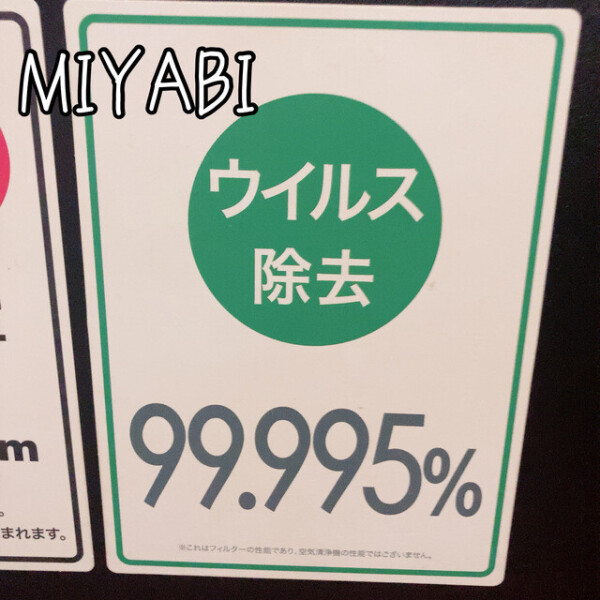 MIYABI
ウイルス
除去
99.995%
※これはフィルターの性能であり、空気清浄機の性能ではございません。
m
。
まれます。